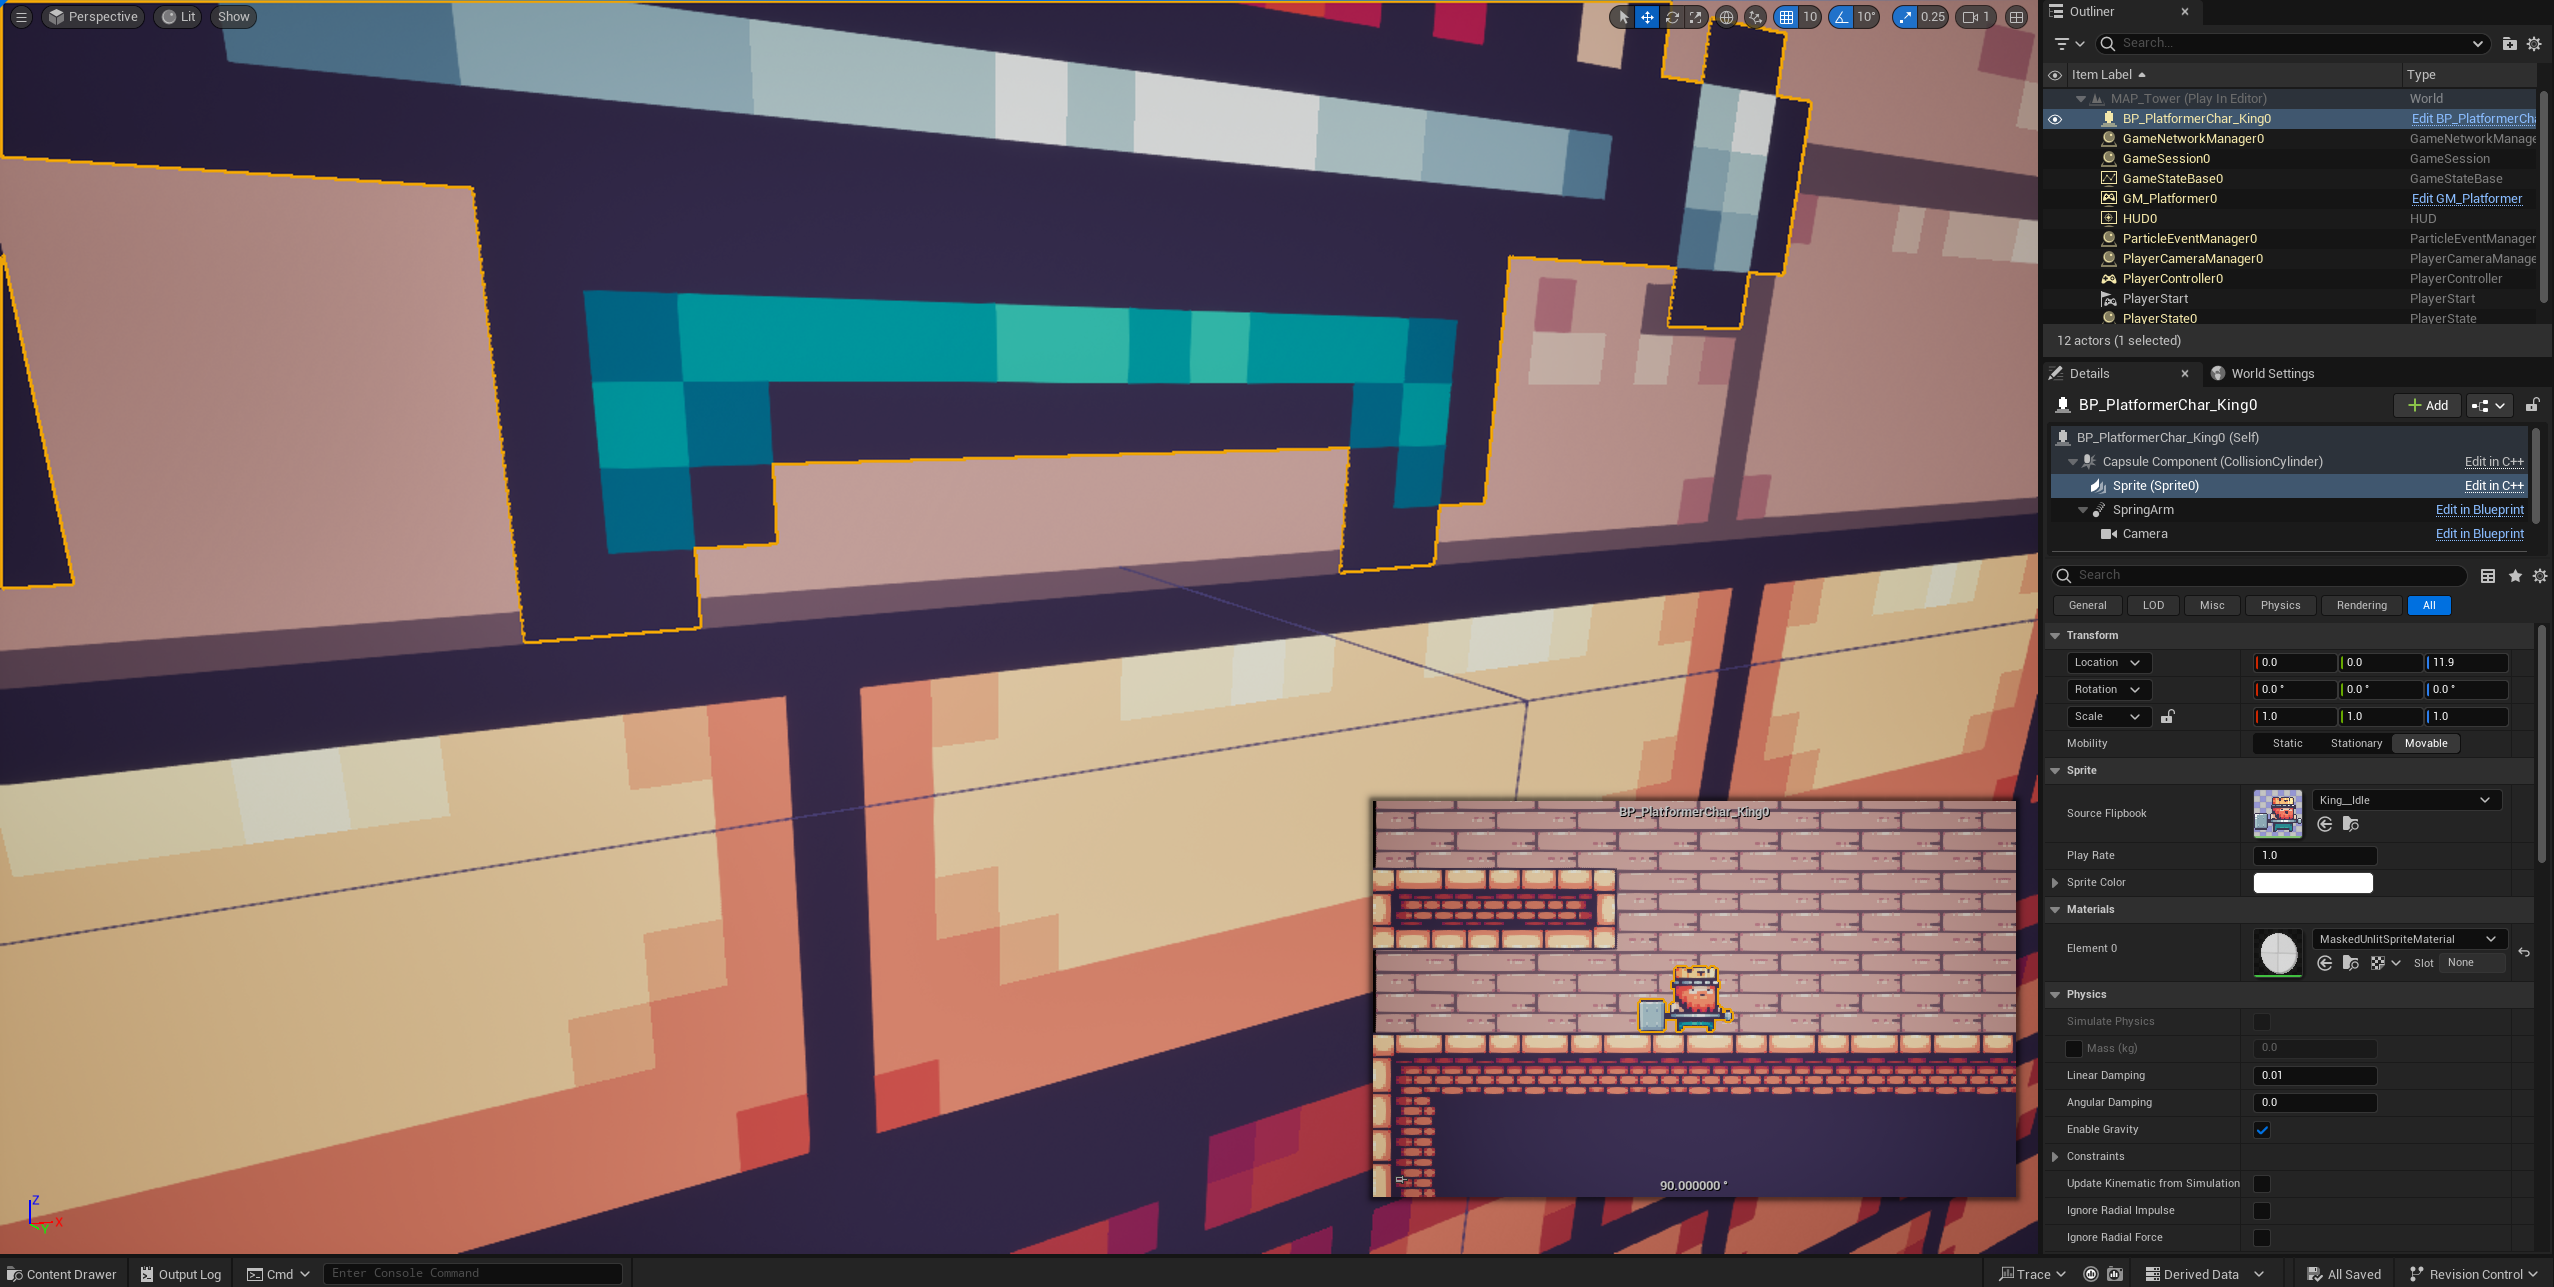 Perspective Lit Show 10 10° 0.25 1
Outliner
Search...
Item Label Type
MAP_Tower (Play In Editor) World
BP_PlatformerChar_King0 Edit BP_PlatformerCha
GameNetworkManager0 GameNetworkManage
GameSession0 GameSession
GameStateBase0 GameStateBase
GM_Platformer0 Edit GM_Platformer
HUD0 HUD
ParticleEventManager0 ParticleEventManager
PlayerCameraManager0 PlayerCameraManage
PlayerController0 PlayerController
PlayerStart PlayerStart
PlayerState0 PlayerState
12 actors (1 selected)
Details World Settings
BP_PlatformerChar_King0 Add
BP_PlatformerChar_King0 (Self)
Capsule Component (CollisionCylinder) Edit in C++
Sprite (Sprite0) Edit in C++
SpringArm Edit in Blueprint
Camera Edit in Blueprint
Search
General LOD Misc Physics Rendering All
Transform
Location 0.0 0.0 11.9
Rotation 0.0 ° 0.0 ° 0.0 °
Scale 1.0 1.0 1.0
Mobility Static Stationary Movable
Sprite
Source Flipbook King__Idle
Play Rate 1.0
Sprite Color
Materials
Element 0 MaskedUnlitSpriteMaterial
Slot None
Physics
Simulate Physics
Mass (kg) 0.0
Linear Damping 0.01
Angular Damping 0.0
Enable Gravity
Constraints
Update Kinematic from Simulation
Ignore Radial Impulse
Ignore Radial Force
BP_PlatformerChar_King0
90.000000 °
Z
X
Y
Content Drawer Output Log Cmd Enter Console Command Trace Derived Data All Saved Revision Control